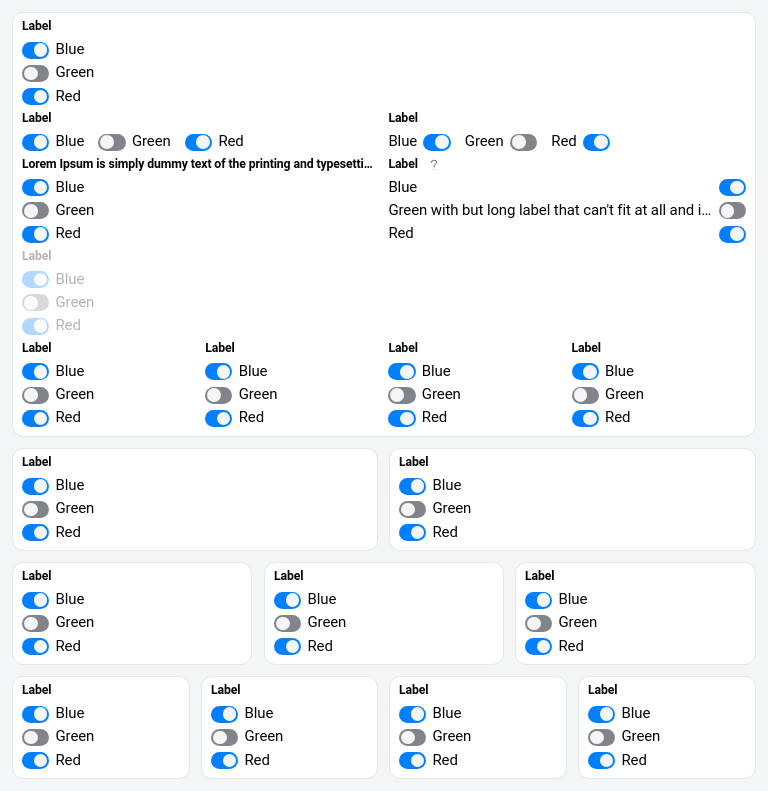 Label
Blue
Green
Red
Label
Blue Green Red
Label
Blue Green Red
Lorem Ipsum is simply dummy text of the printing and typesetti...
Blue
Green
Red
Label ?
Blue
Green with but long label that can't fit at all and i...
Red
Label
Blue
Green
Red
Label
Blue
Green
Red
Label
Blue
Green
Red
Label
Blue
Green
Red
Label
Blue
Green
Red
Label
Blue
Green
Red
Label
Blue
Green
Red
Label
Blue
Green
Red
Label
Blue
Green
Red
Label
Blue
Green
Red
Label
Blue
Green
Red
Label
Blue
Green
Red
Label
Blue
Green
Red
Label
Blue
Green
Red